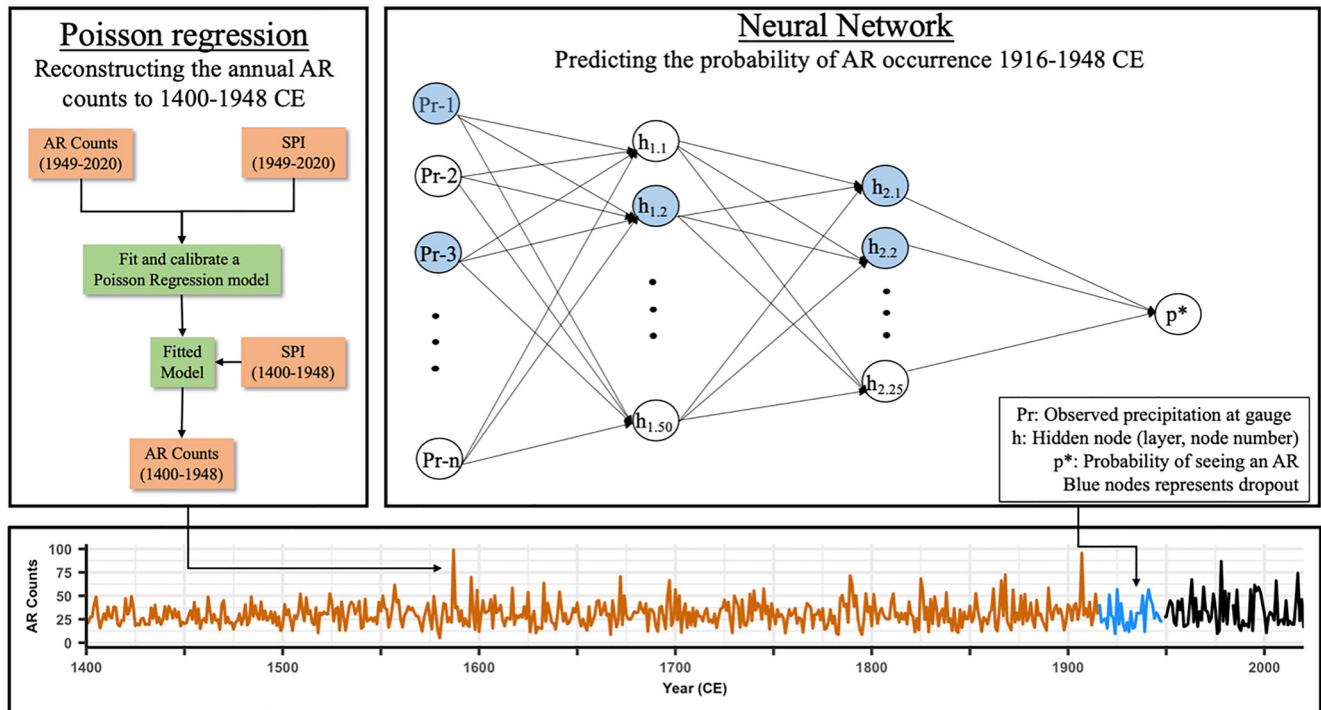 Poisson regression
Reconstructing the annual AR
counts to 1400-1948 CE
AR Counts
(1949-2020)
SPI
(1949-2020)
Fit and calibrate a
Poisson Regression model
Fitted
Model
SPI
(1400-1948)
AR Counts
(1400-1948)
Neural Network
Predicting the probability of AR occurrence 1916-1948 CE
Pr-1
Pr-2
Pr-3
Pr-n
h1.1
h1.2
h1.50
h2.1
h2.2
h2.25
p*
Pr: Observed precipitation at gauge
h: Hidden node (layer, node number)
p*: Probability of seeing an AR
Blue nodes represents dropout
AR Counts
100
75
50
25
0
1400
1500
1600
1700
1800
1900
2000
Year (CE)